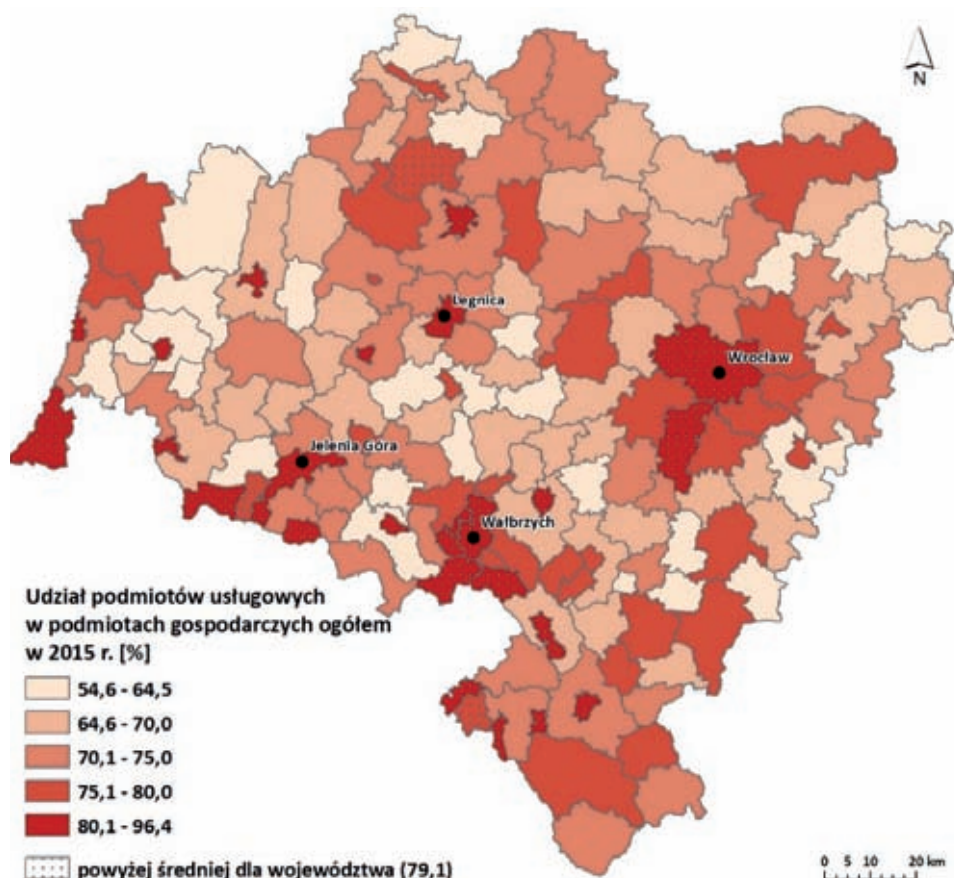 N
Legnica
Wrocław
Jelenia Góra
Wałbrzych
Udział podmiotów usługowych
w podmiotach gospodarczych ogółem
w 2015 r. [%]
54,6 - 64,5
64,6 - 70,0
70,1 - 75,0
75,1 - 80,0
80,1 - 96,4
powyżej średniej dla województwa (79,1)
0 5 10 20 km